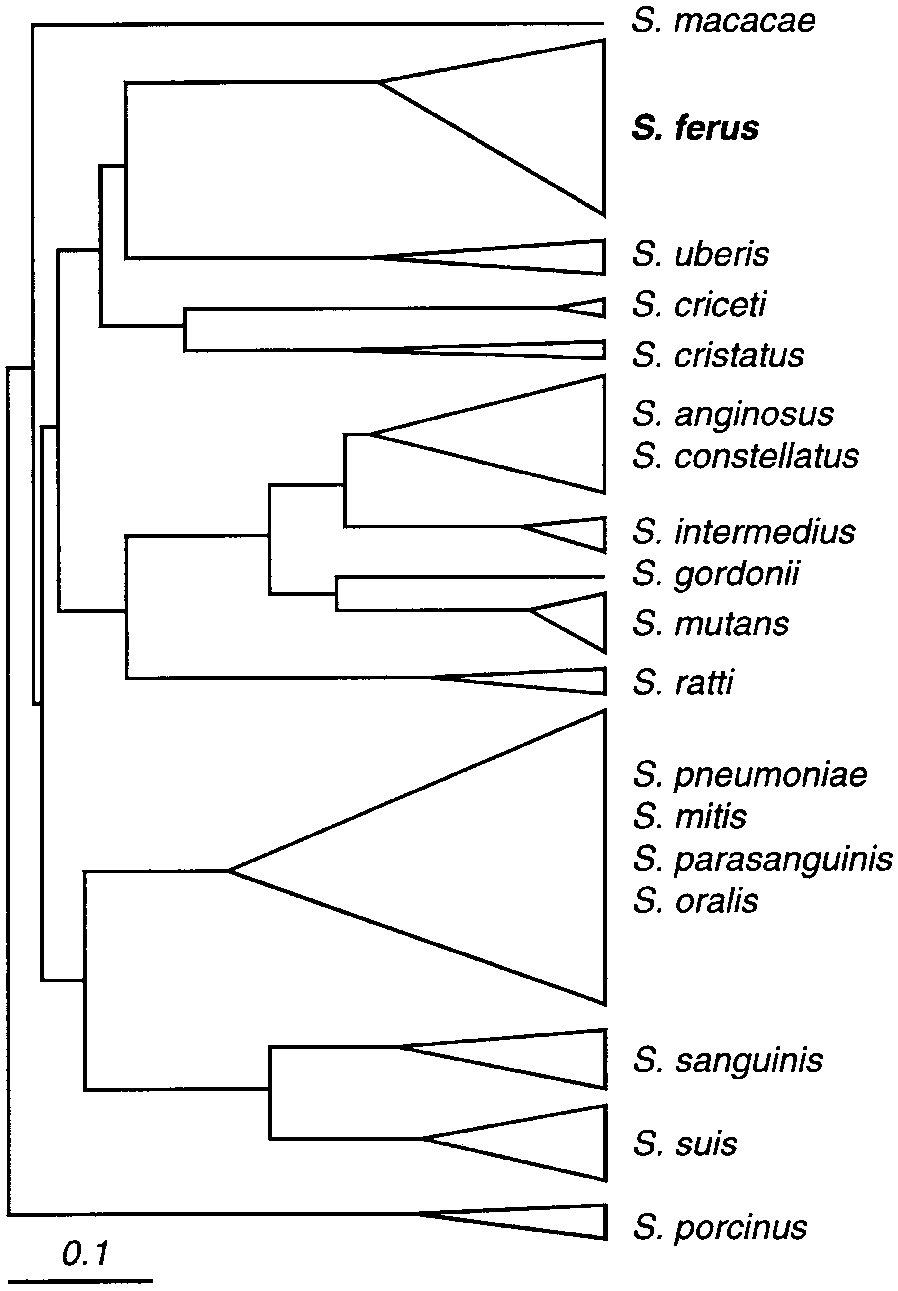 S. macacae
S. ferus
S. uberis
S. criceti
S. cristatus
S. anginosus
S. constellatus
S. intermedius
S. gordonii
S. mutans
S. ratti
S. pneumoniae
S. mitis
S. parasanguinis
S. oralis
S. sanguinis
S. suis
S. porcinus
0.1